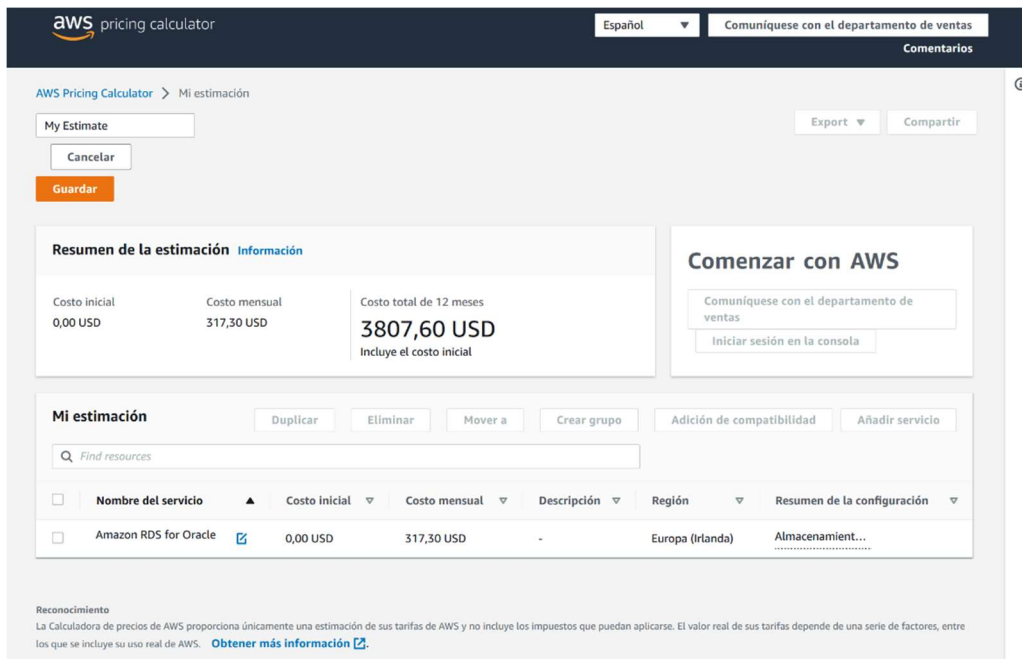 aws pricing calculator
Español
Comuníquese con el departamento de ventas
Comentarios
AWS Pricing Calculator > Mi estimación
My Estimate
Export
Compartir
Cancelar
Guardar
Resumen de la estimación Información
Costo inicial
0,00 USD
Costo mensual
317,30 USD
Costo total de 12 meses
3807,60 USD
Incluye el costo inicial
Comenzar con AWS
Comuníquese con el departamento de
ventas
Iniciar sesión en la consola
Mi estimación
Duplicar
Eliminar
Mover a
Crear grupo
Adición de compatibilidad
Añadir servicio
Find resources
Nombre del servicio Costo inicial Costo mensual Descripción Región Resumen de la configuración
Amazon RDS for Oracle 0,00 USD 317,30 USD - Europa (Irlanda) Almacenamient...
Reconocimiento
La Calculadora de precios de AWS proporciona únicamente una estimación de sus tarifas de AWS y no incluye los impuestos que puedan aplicarse. El valor real de sus tarifas depende de una serie de factores, entre
los que se incluye su uso real de AWS. Obtener más información.